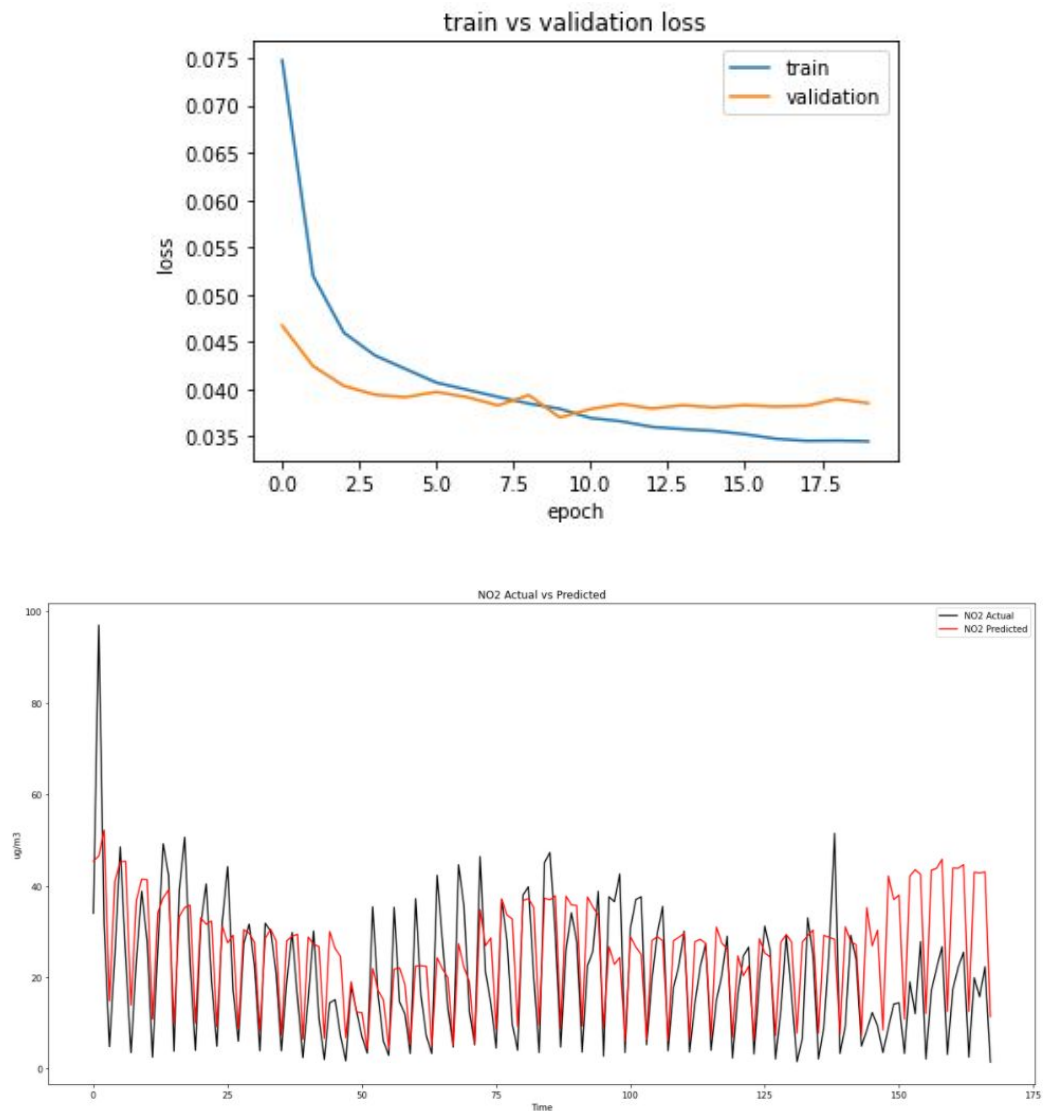 train vs validation loss
train
validation
0.075
0.070
0.065
0.060
0.055
0.050
0.045
0.040
0.035
loss
0.0 2.5 5.0 7.5 10.0 12.5 15.0 17.5
epoch
NO2 Actual vs Predicted
NO2 Actual
NO2 Predicted
100
80
60
40
20
0
ug/m3
0 25 50 75 100 125 150 175
Time